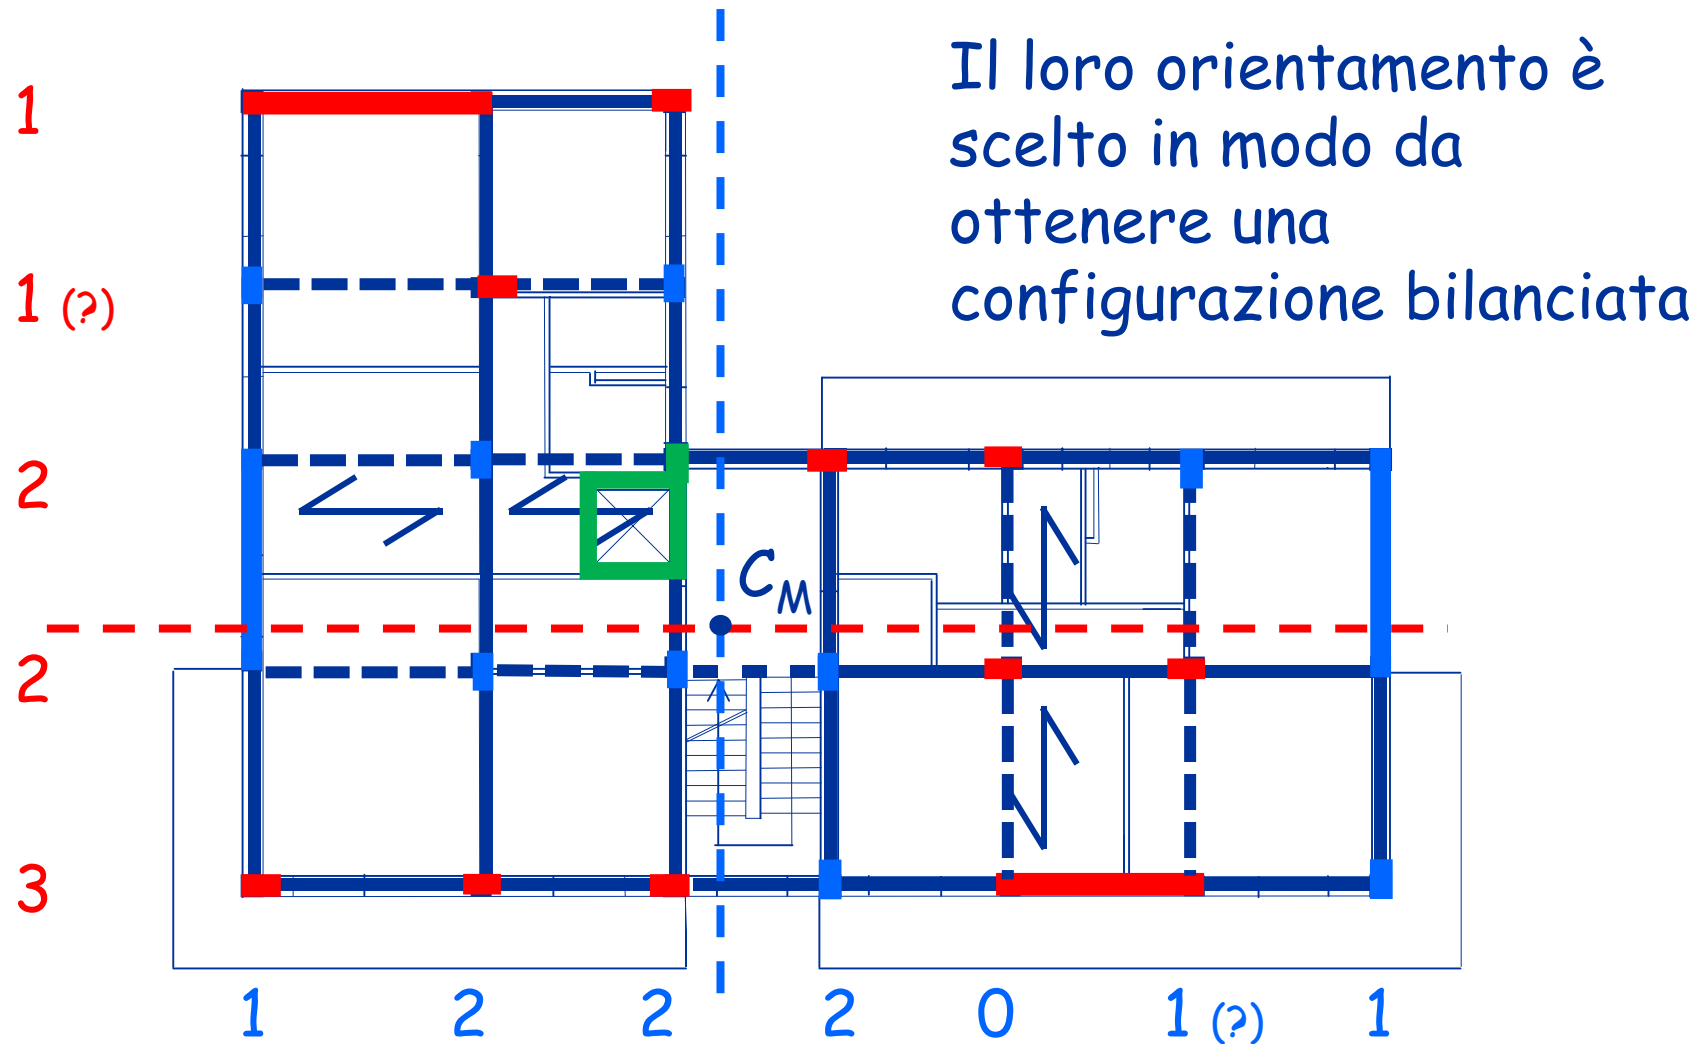 Il loro orientamento è
scelto in modo da
ottenere una
configurazione bilanciata
1
1 (?)
2
CM
2
3
1 2 2 2 0 1 (?) 1